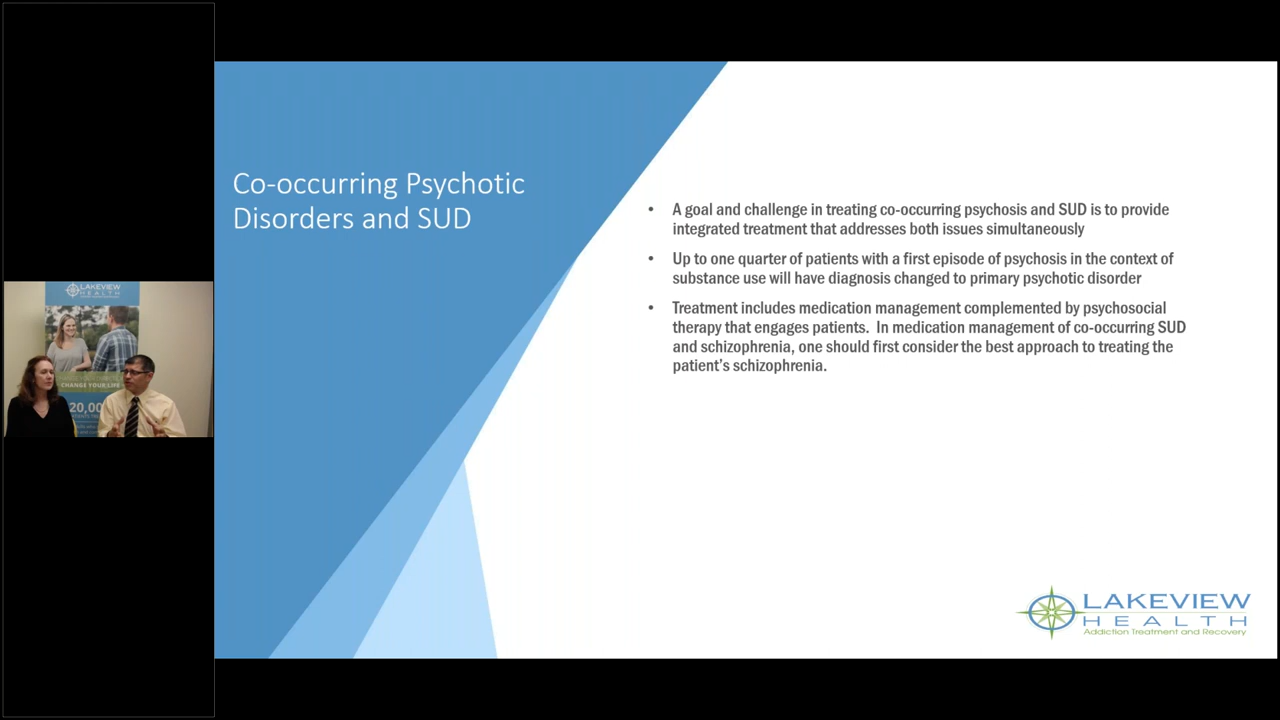 Co-occurring Psychotic
Disorders and SUD
• A goal and challenge in treating co-occurring psychosis and SUD is to provide
integrated treatment that addresses both issues simultaneously
• Up to one quarter of patients with a first episode of psychosis in the context of
substance use will have diagnosis changed to primary psychotic disorder
• Treatment includes medication management complemented by psychosocial
therapy that engages patients.  In medication management of co-occurring SUD
and schizophrenia, one should first consider the best approach to treating the
patient's schizophrenia.
LAKEVIEW
HEALTH
CHANGE YOUR LIFE
20,00
LAKEVIEW
HEALTH
Addiction Treatment and Recovery